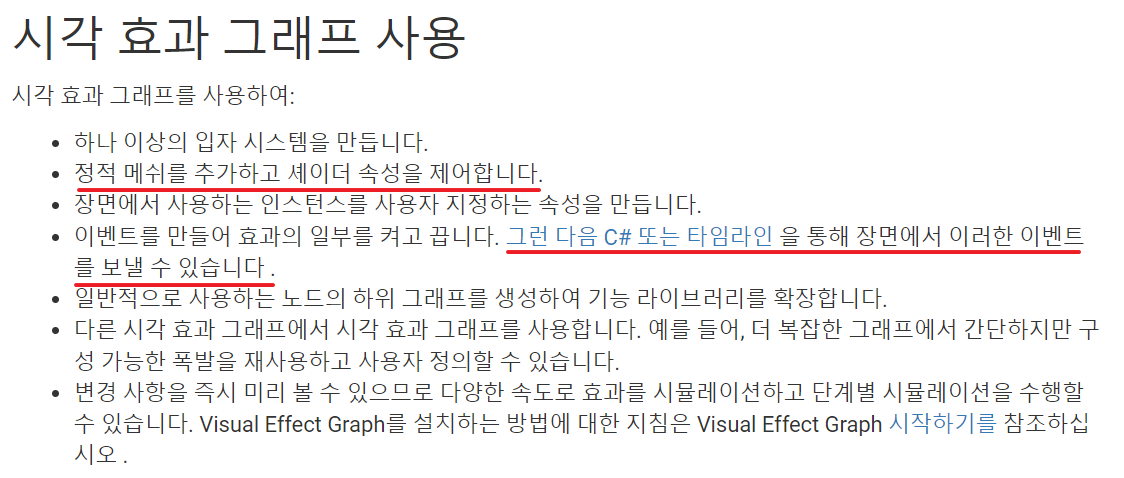 시각 효과 그래프 사용
시각 효과 그래프를 사용하여:
• 하나 이상의 입자 시스템을 만듭니다.
• 정적 메쉬를 추가하고 셰이더 속성을 제어합니다.
• 장면에서 사용하는 인스턴스를 사용자 지정하는 속성을 만듭니다.
• 이벤트를 만들어 효과의 일부를 켜고 끕니다. 그런 다음 C# 또는 타임라인 을 통해 장면에서 이러한 이벤트
를 보낼 수 있습니다 .
• 일반적으로 사용하는 노드의 하위 그래프를 생성하여 기능 라이브러리를 확장합니다.
• 다른 시각 효과 그래프에서 시각 효과 그래프를 사용합니다. 예를 들어, 더 복잡한 그래프에서 간단하지만 구
성 가능한 폭발을 재사용하고 사용자 정의할 수 있습니다.
• 변경 사항을 즉시 미리 볼 수 있으므로 다양한 속도로 효과를 시뮬레이션하고 단계별 시뮬레이션을 수행할
수 있습니다. Visual Effect Graph를 설치하는 방법에 대한 지침은 Visual Effect Graph 시작하기를 참조하십
시오 .